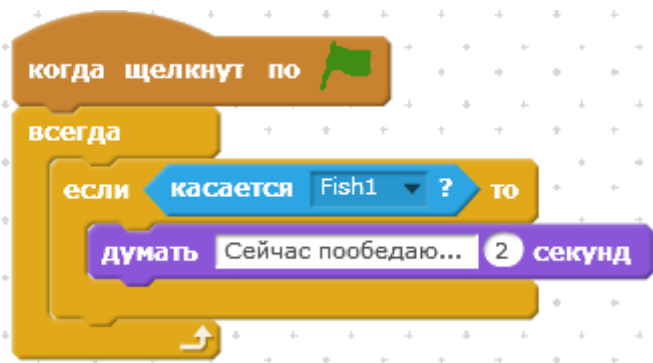 когда щелкнут по
всегда
если касается Fish1 ? то
думать Сейчас пообедаю... 2 секунд